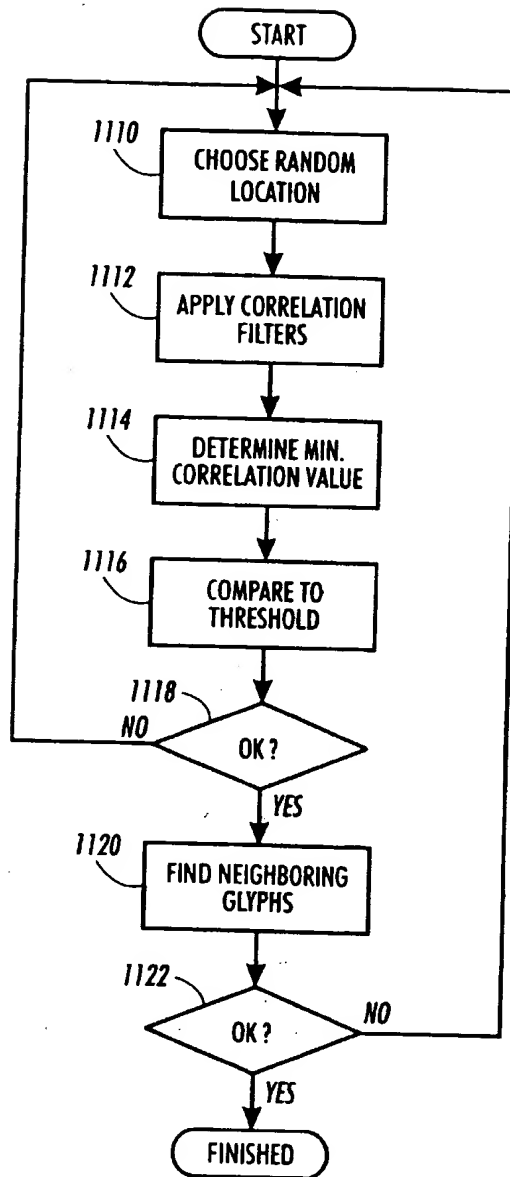 START
1110
CHOOSE RANDOM
LOCATION
1112
APPLY CORRELATION
FILTERS
1114
DETERMINE MIN.
CORRELATION VALUE
1116
COMPARE TO
THRESHOLD
1118
NO
OK ?
YES
1120
FIND NEIGHBORING
GLYPHS
1122
OK ?
NO
YES
FINISHED